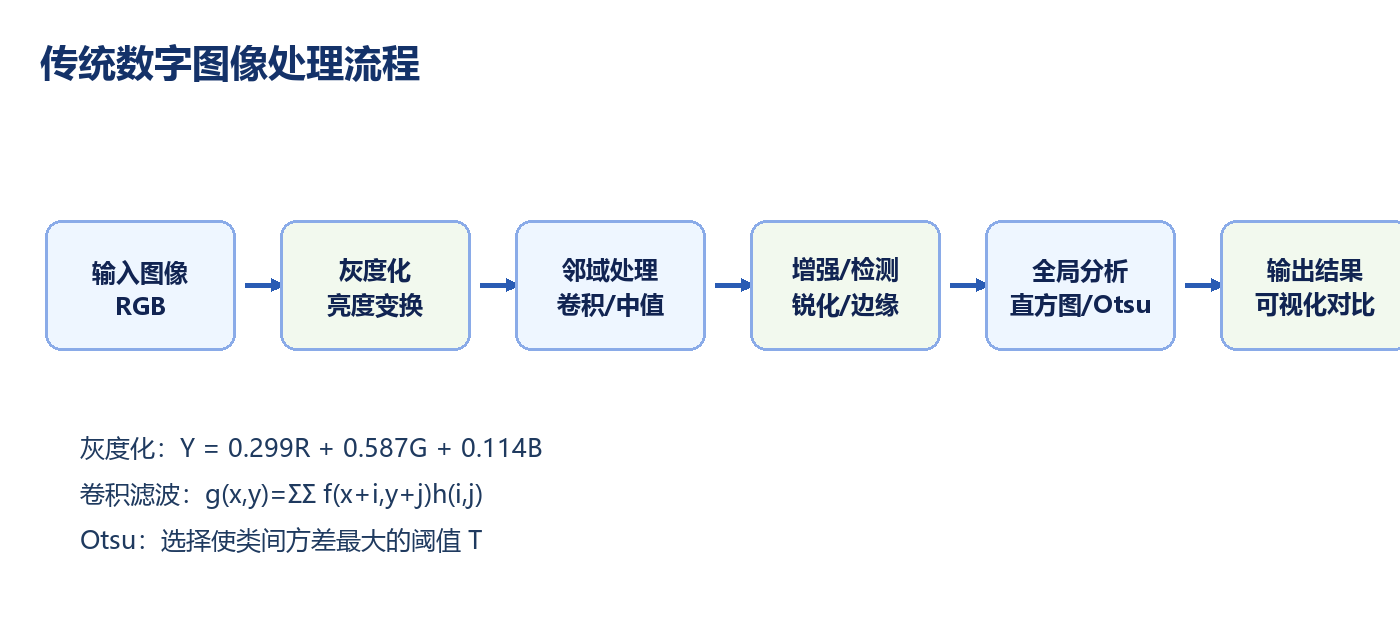 传统数字图像处理流程
输入图像
RGB
灰度化
亮度变换
邻域处理
卷积/中值
增强/检测
锐化/边缘
全局分析
直方图/Otsu
输出结果
可视化对比
灰度化：Y = 0.299R + 0.587G + 0.114B
卷积滤波：g(x,y)=ΣΣ f(x+i,y+j)h(i,j)
Otsu：选择使类间方差最大的阈值 T